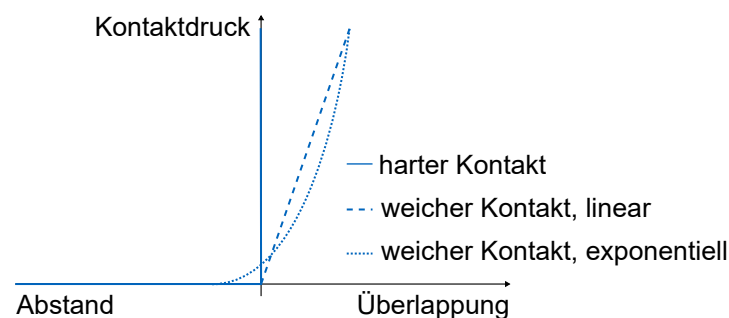 Kontaktdruck
harter Kontakt
weicher Kontakt, linear
weicher Kontakt, exponentiell
Abstand
Überlappung